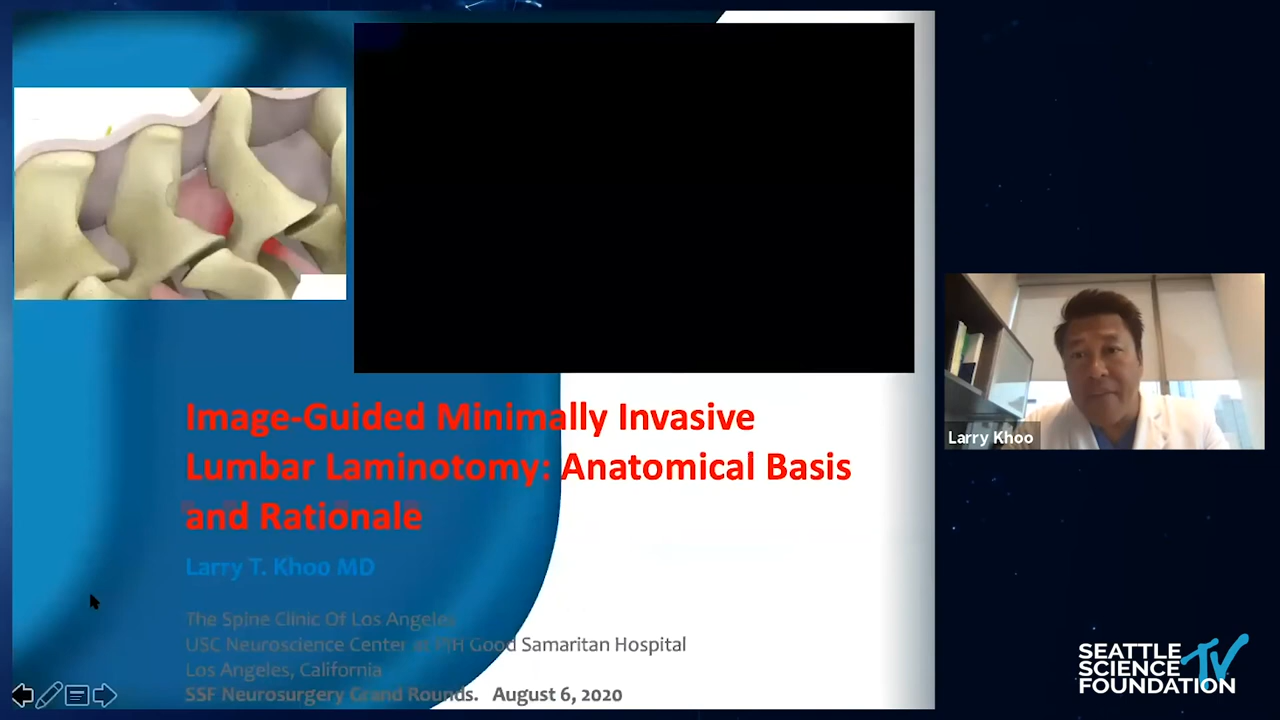 Image-Guided Minimally Invasive
Lumbar Laminotomy: Anatomical Basis
and Rationale
Larry T. Khoo MD
The Spine Clinic Of Los Angeles
USC Neuroscience Center at PIH Good Samaritan Hospital
Los Angeles, California
SSF Neurosurgery Grand Rounds. August 6, 2020
Larry Khoo
SEATTLE
SCIENCE TV
FOUNDATION